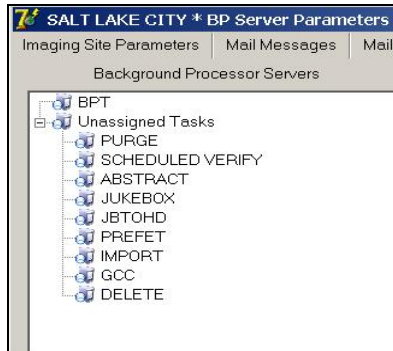 SALT LAKE CITY * BP Server Parameters
Imaging Site Parameters Mail Messages Mail
Background Processor Servers
BPT
Unassigned Tasks
PURGE
SCHEDULED VERIFY
ABSTRACT
JUKEBOX
JBTOHD
PREFET
IMPORT
GCC
DELETE